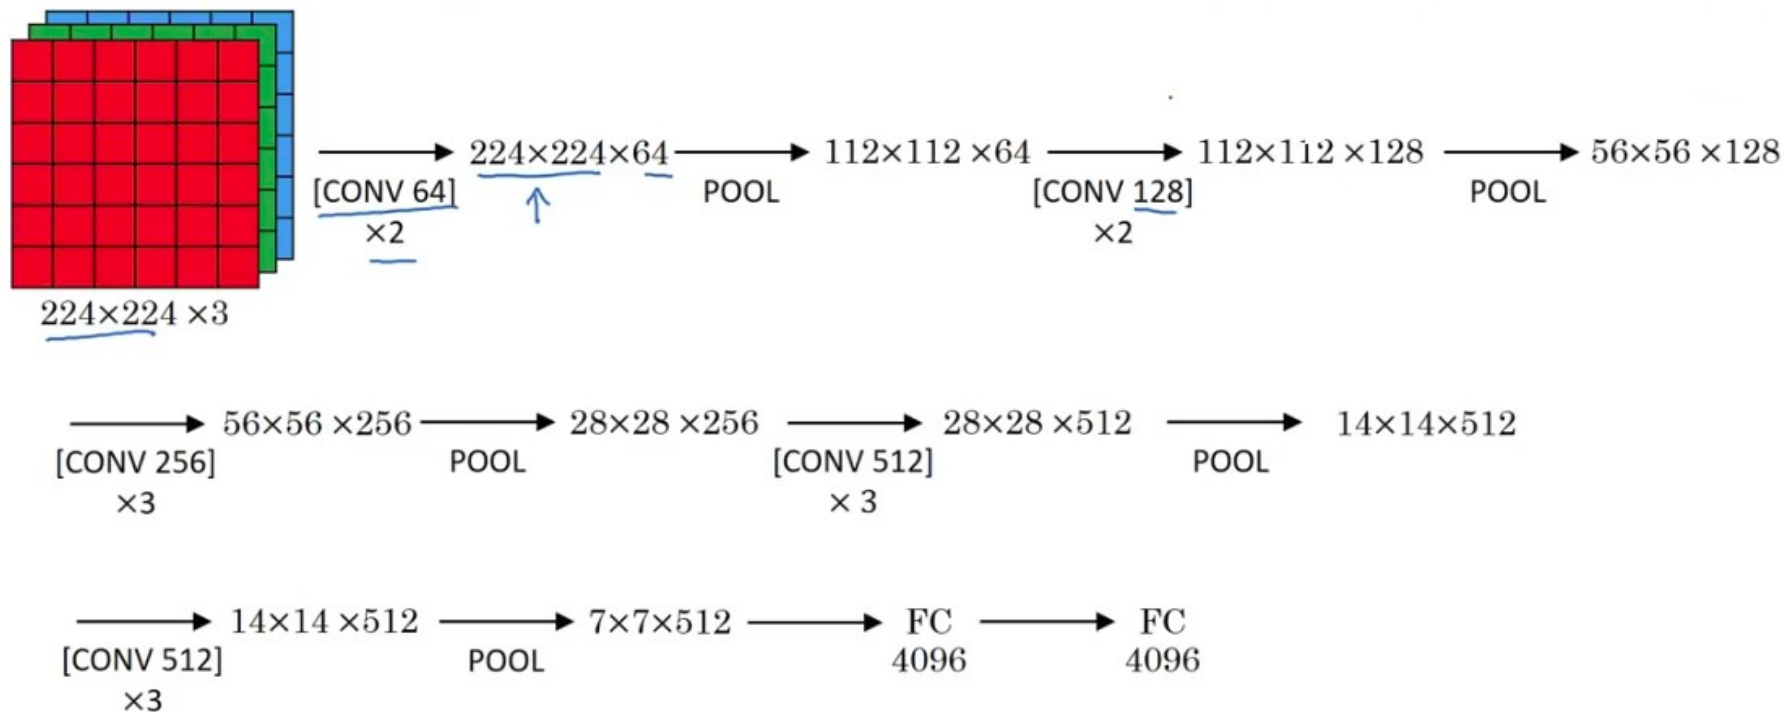 224×224 ×3
[CONV 64]
×2
224×224×64
POOL
112×112 ×64
[CONV 128]
×2
112×112 ×128
POOL
56×56 ×128
[CONV 256]
×3
56×56 ×256
POOL
28×28 ×256
[CONV 512]
× 3
28×28 ×512
POOL
14×14×512
[CONV 512]
×3
14×14 ×512
POOL
7×7×512
FC
4096
FC
4096